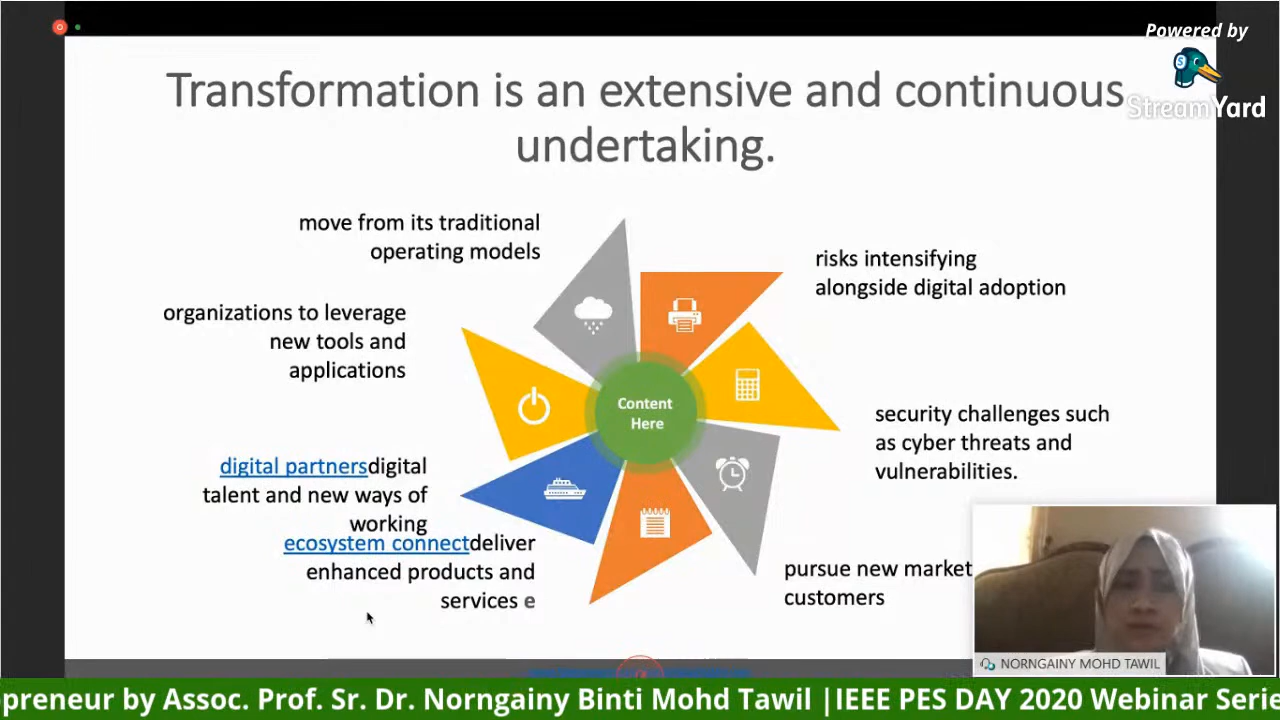 Powered by
StreamYard
Transformation is an extensive and continuous
undertaking.
move from its traditional
operating models
risks intensifying
alongside digital adoption
organizations to leverage
new tools and
applications
Content
Here
security challenges such
as cyber threats and
vulnerabilities.
digital partnersdigital
talent and new ways of
working
ecosystem connectdeliver
enhanced products and
services e
pursue new market
customers
NORNGAINY MOHD TAWIL
preneur by Assoc. Prof. Sr. Dr. Norngainy Binti Mohd Tawil |IEEE PES DAY 2020 Webinar Serie